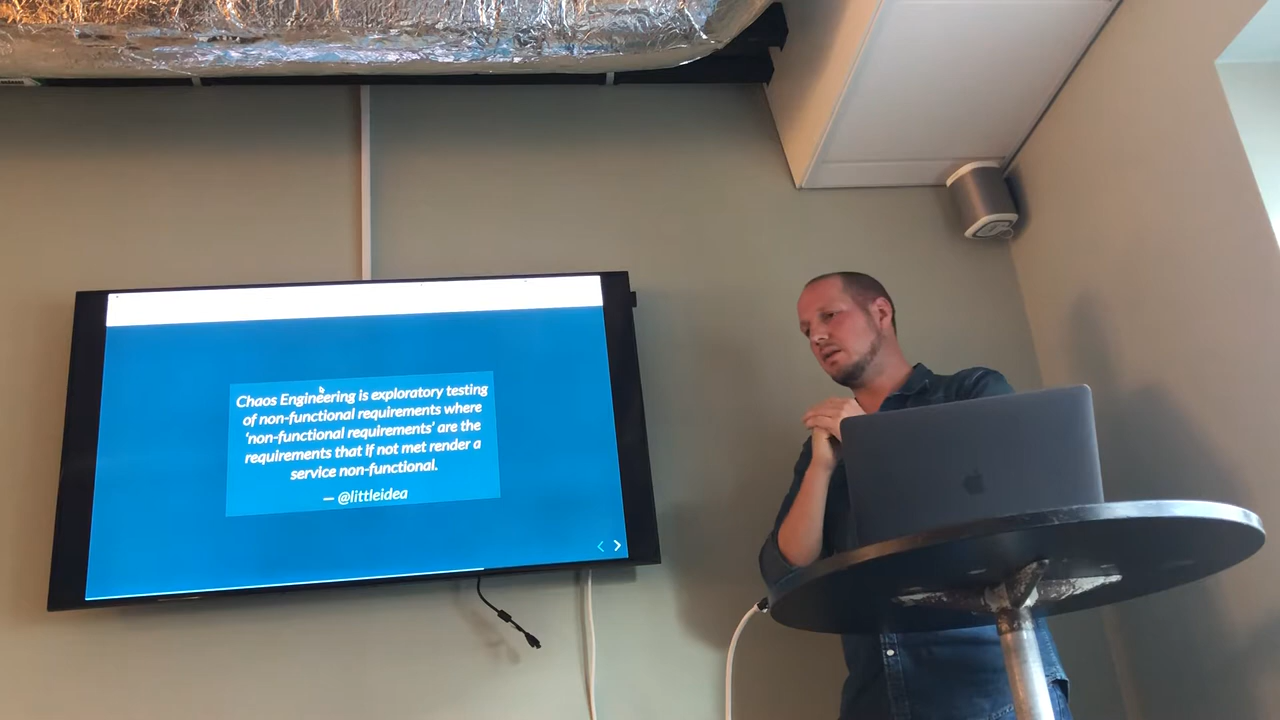 Chaos Engineering is exploratory testing
of non-functional requirements where
‘non-functional requirements’ are the
requirements that if not met render a
service non-functional.
— @littleidea